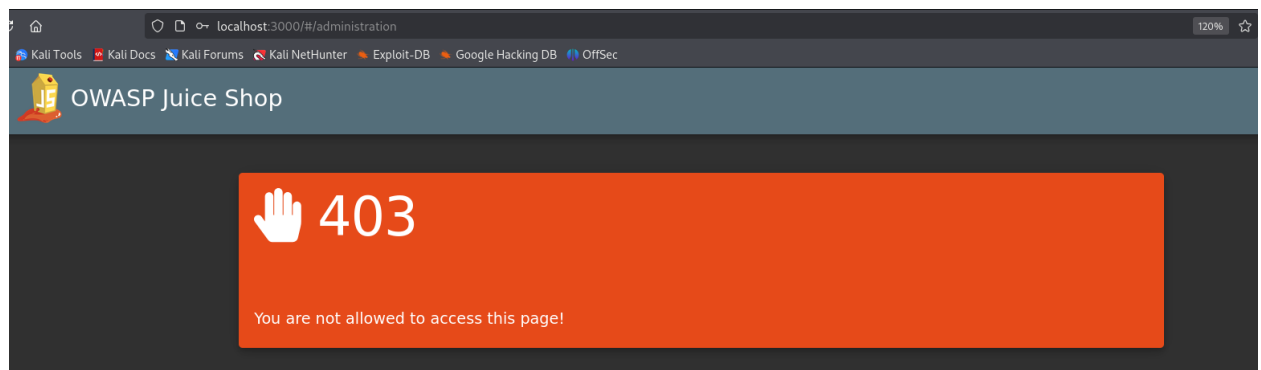 localhost:3000/#/administration
120%
Kali Tools Kali Docs Kali Forums Kali NetHunter Exploit-DB Google Hacking DB OffSec
JS OWASP Juice Shop
403
You are not allowed to access this page!